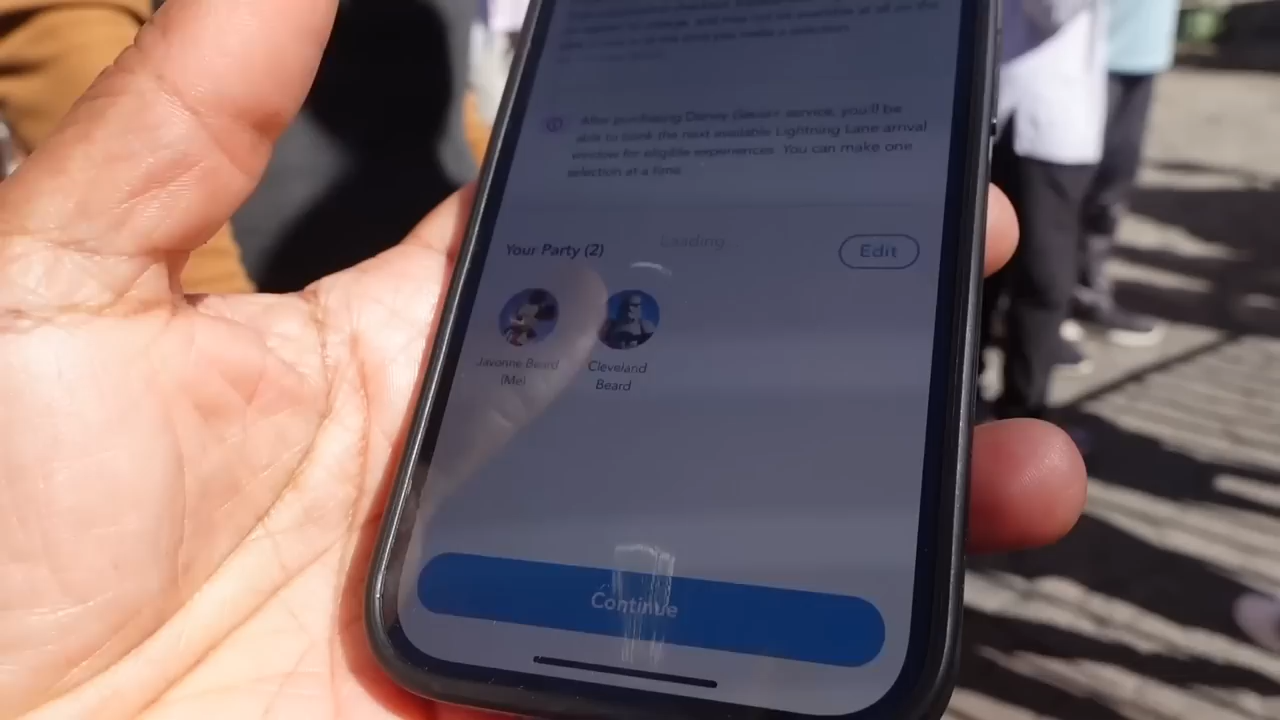 After purchasing Disney Genie+ service, you'll be
able to book the next available Lightning Lane arrival
window for eligible experiences. You can make one
selection at a time.
Your Party (2)
Loading
Edit
Javonne Beard
(Me)
Cleveland
Beard
Continue